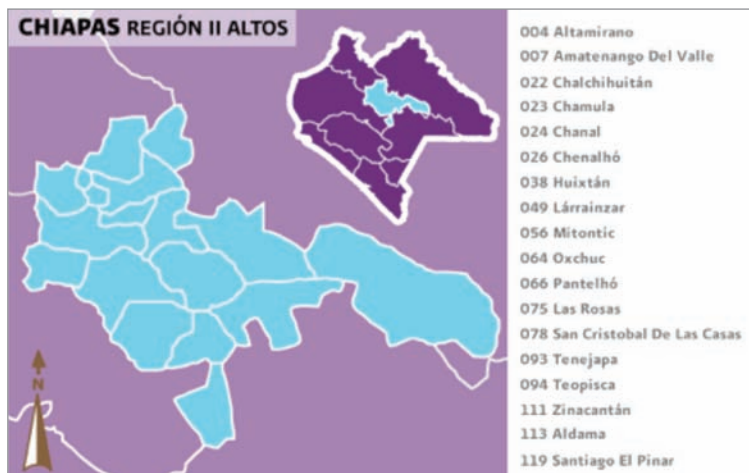 CHIAPAS REGIÓN II ALTOS
004 Altamirano
007 Amatenango Del Valle
022 Chalchihuitán
023 Chamula
024 Chanal
026 Chenalhó
038 Huixtán
049 Lárrainzar
056 Mitontic
064 Oxchuc
066 Pantelhó
075 Las Rosas
078 San Cristobal De Las Casas
093 Tenejapa
094 Teopisca
111 Zinacantán
113 Aldama
119 Santiago El Pinar
N